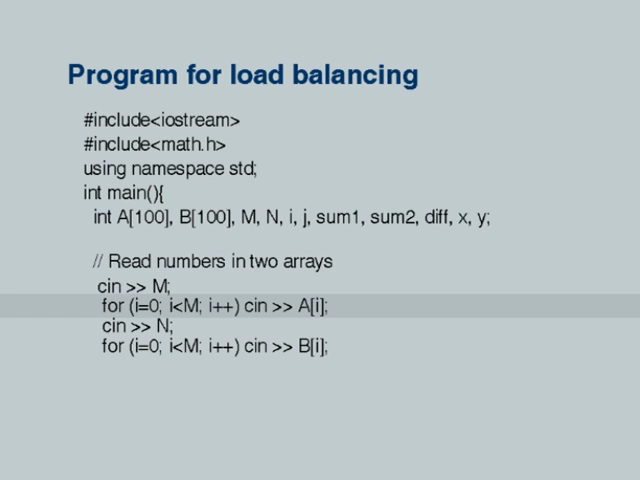 Program for load balancing
#include<iostream>
#include<math.h>
using namespace std;
int main(){
int A[100], B[100], M, N, i, j, sum1, sum2, diff, x, y;
// Read numbers in two arrays
cin >> M;
for (i=0; i<M; i++) cin >> A[i];
cin >> N;
for (i=0; i<M; i++) cin >> B[i];